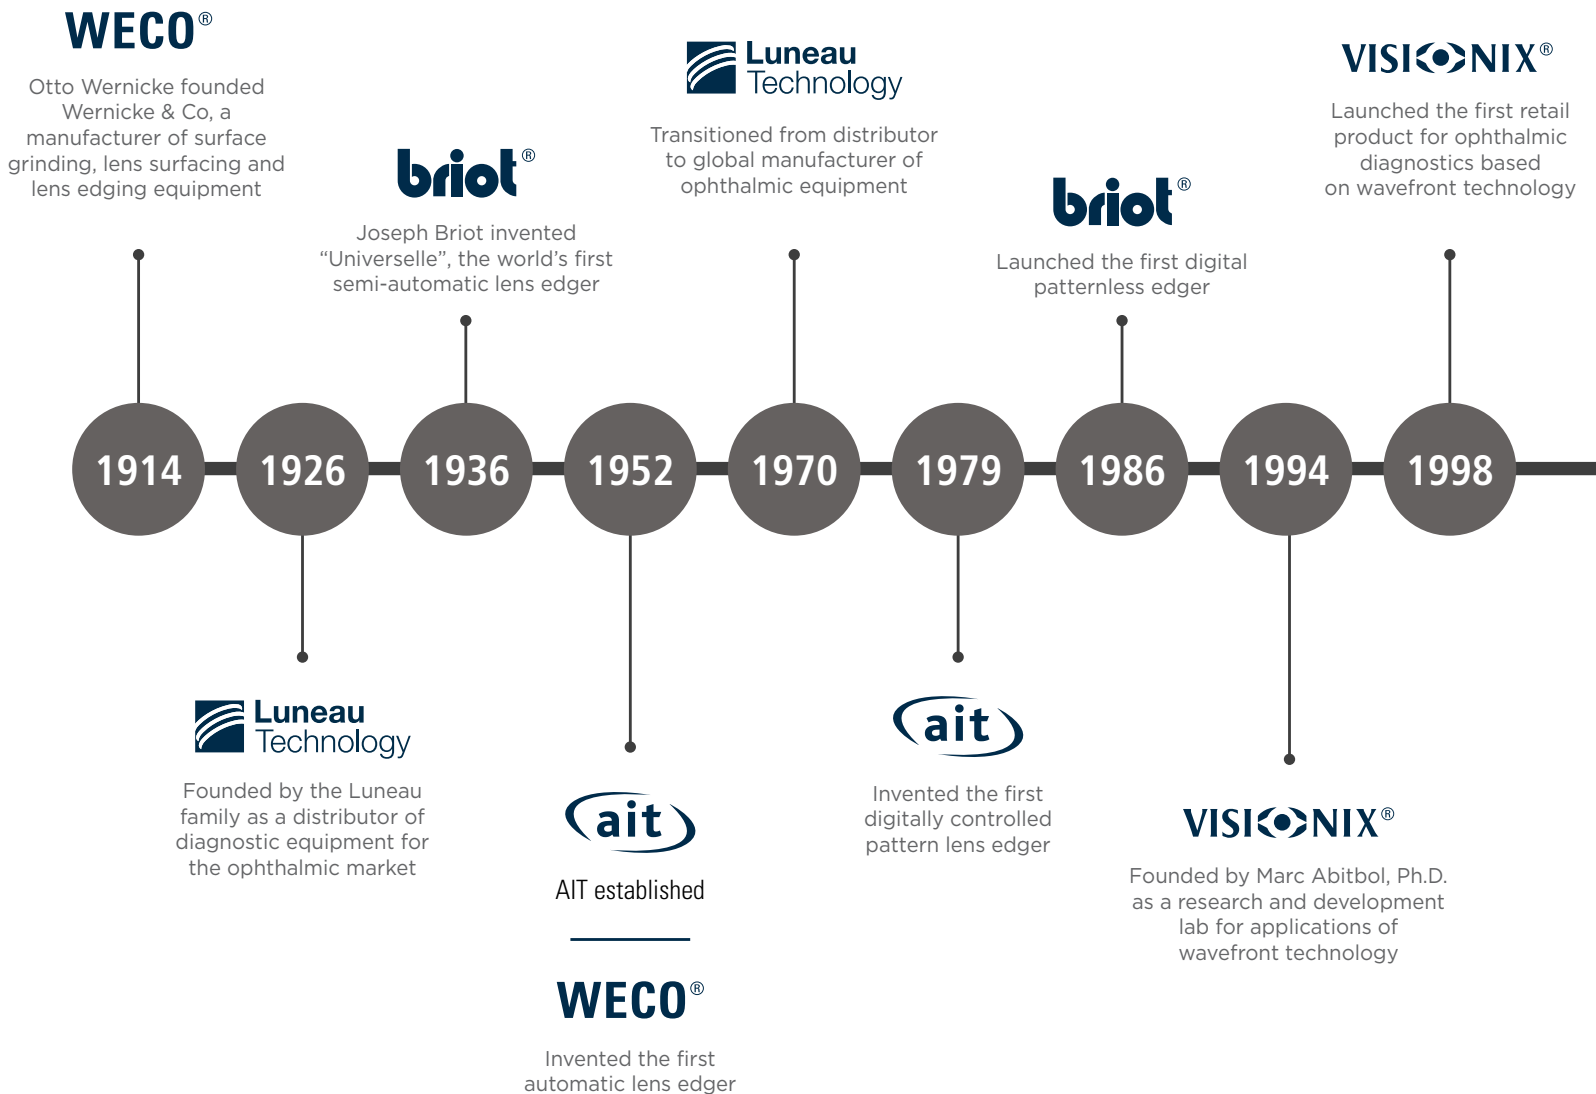 WECO®
Otto Wernicke founded
Wernicke & Co, a
manufacturer of surface
grinding, lens surfacing and
lens edging equipment
briot®
Joseph Briot invented
“Universelle”, the world’s first
semi-automatic lens edger
Luneau
Technology
Transitioned from distributor
to global manufacturer of
ophthalmic equipment
briot®
Launched the first digital
patternless edger
VISIONIX®
Launched the first retail
product for ophthalmic
diagnostics based
on wavefront technology
1914 1926 1936 1952 1970 1979 1986 1994 1998
Luneau
Technology
Founded by the Luneau
family as a distributor of
diagnostic equipment for
the ophthalmic market
ait
AIT established
WECO®
Invented the first
automatic lens edger
ait
Invented the first
digitally controlled
pattern lens edger
VISIONIX®
Founded by Marc Abitbol, Ph.D.
as a research and development
lab for applications of
wavefront technology